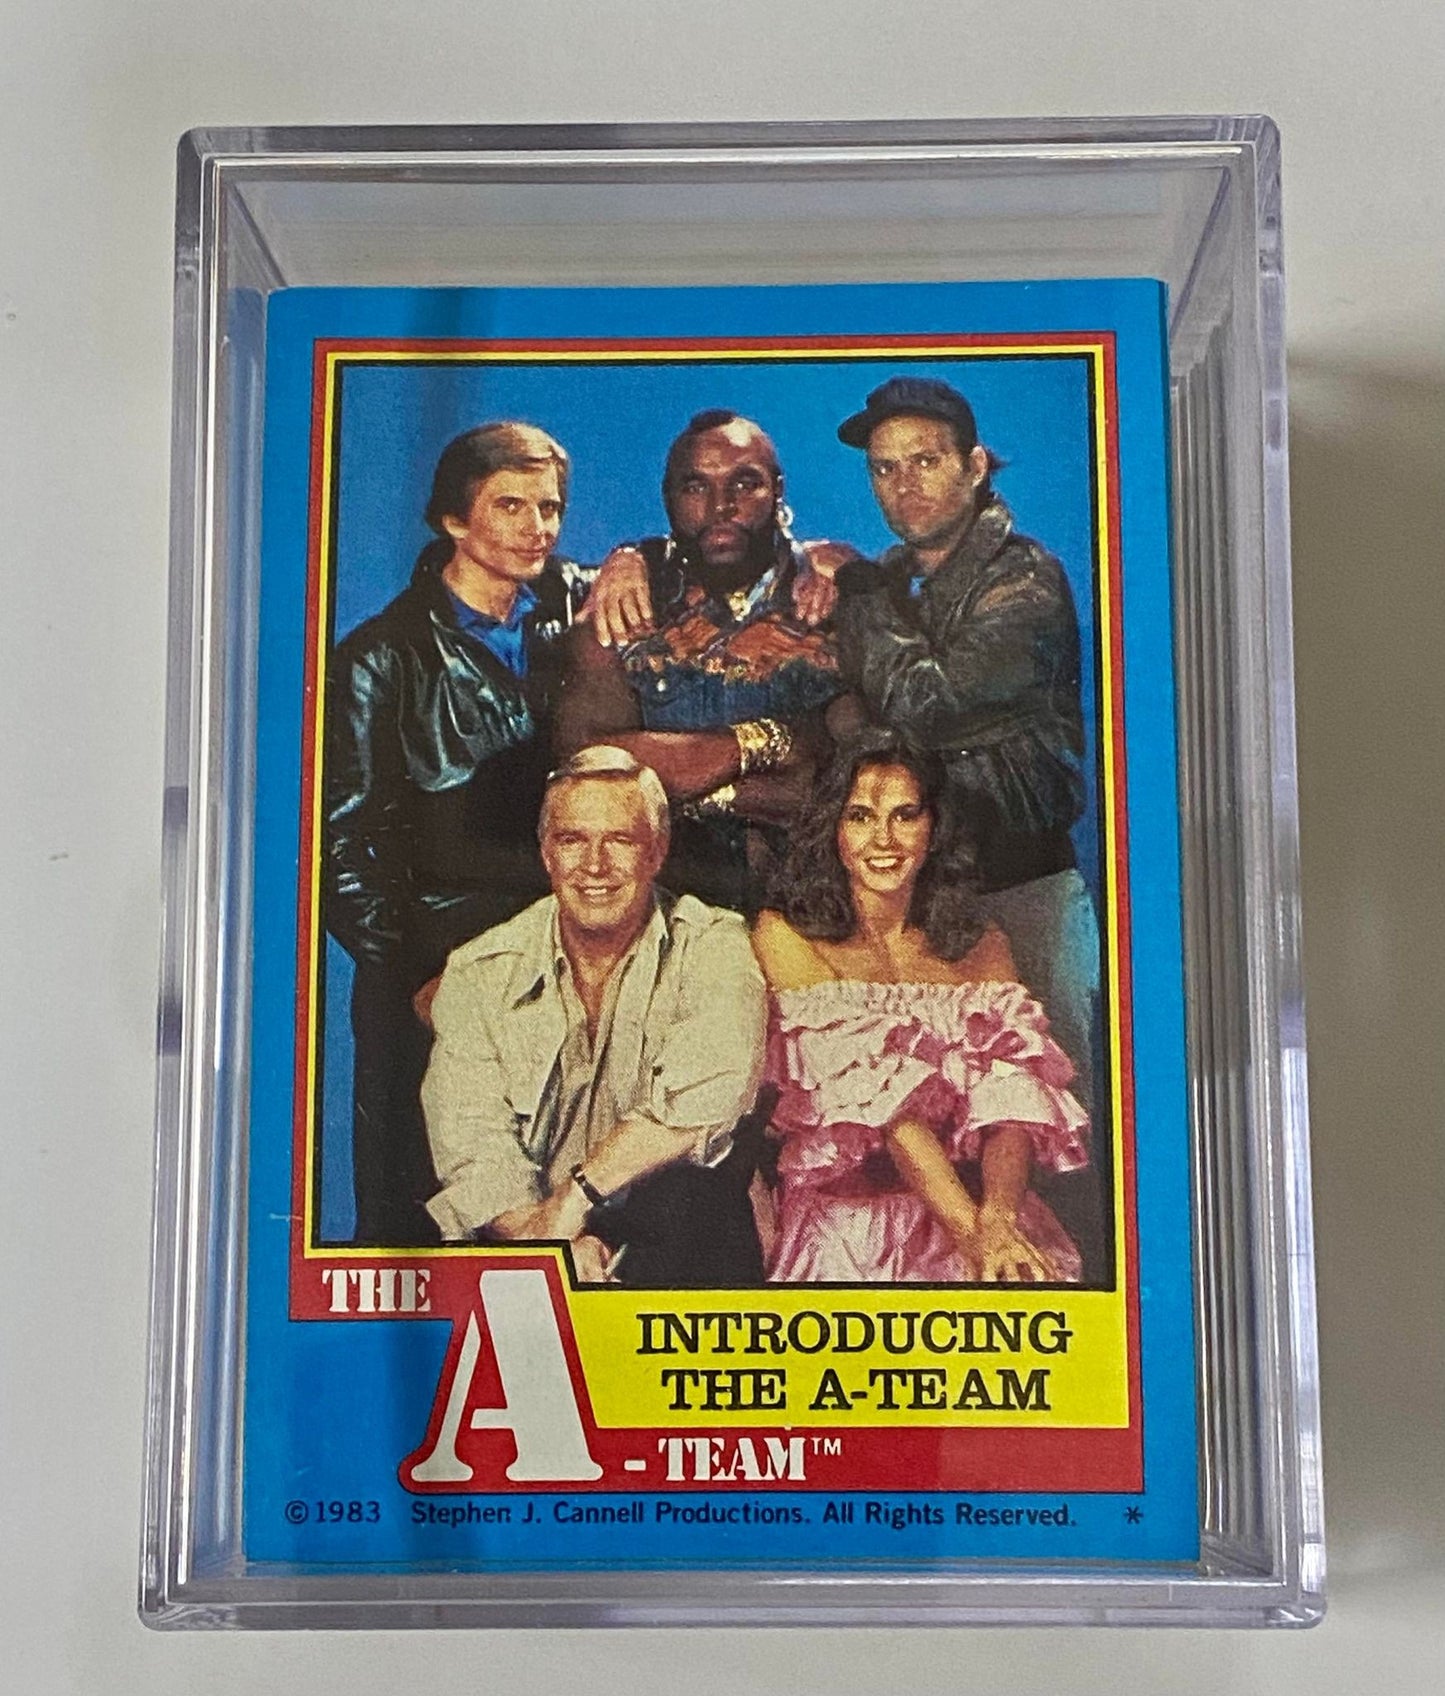 THE
A
INTRODUCING
THE A-TEAM
-TEAM™
©1983 Stephen J. Cannell Productions. All Rights Reserved. *